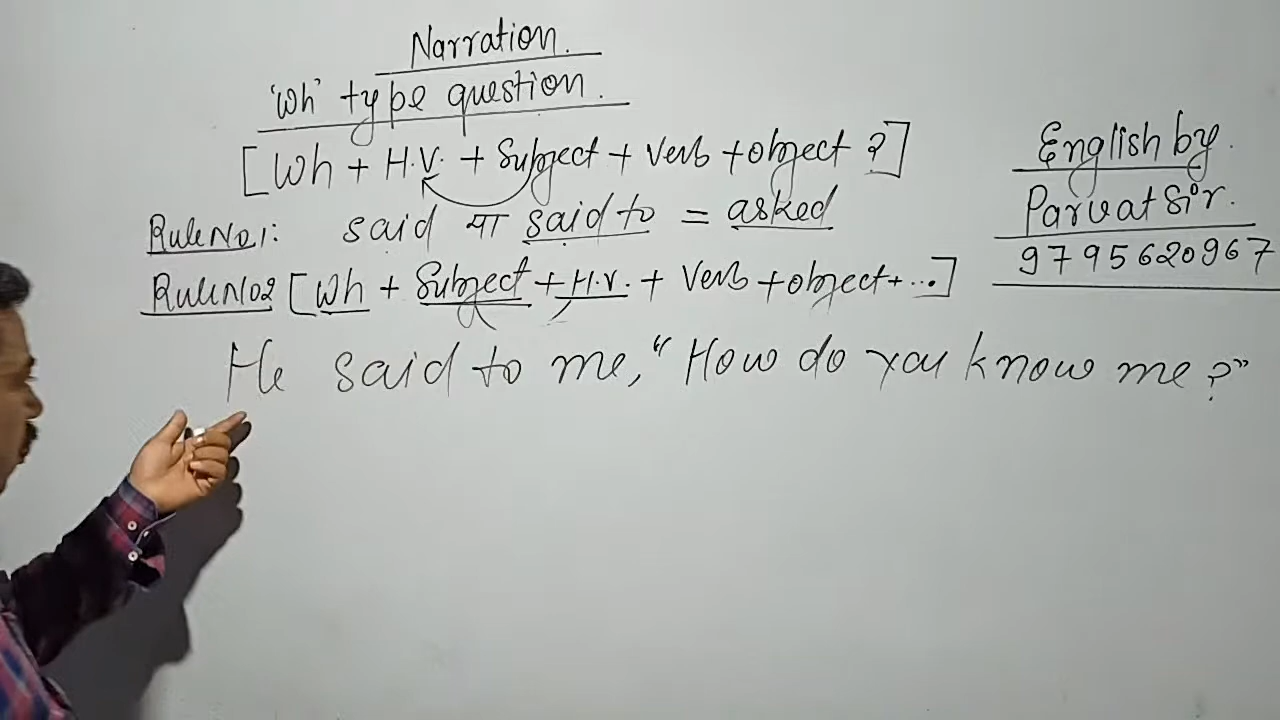 Narration.
'Wh' type question.
[Wh + H.V. + Subject + Verb + object ?]
Rule No1: said या said to = asked
Rule No2 [Wh + Subject + H.V. + Verb + object + ...]
He said to me, "How do you know me ?"
English by.
Parvat Sir.
9795620967